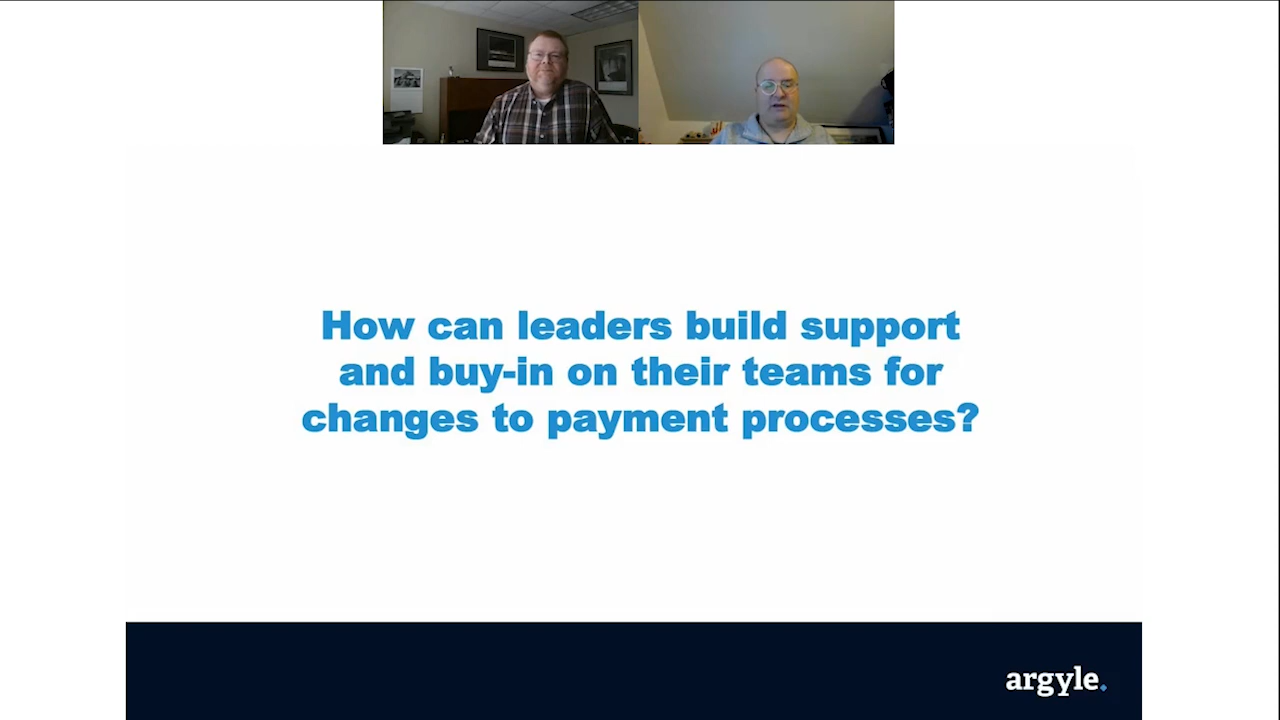 How can leaders build support
and buy-in on their teams for
changes to payment processes?
argyle.